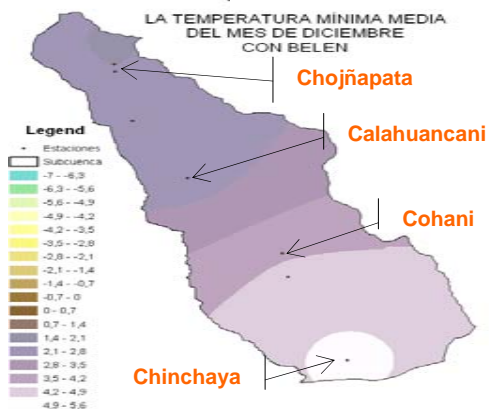 LA TEMPERATURA MÍNIMA MEDIA
DEL MES DE DICIEMBRE
CON BELEN
Chojñapata
Calahuancani
Cohani
Chinchaya
Legend
Estaciones
Subcuenca
-7 - -6,3
-6,3 - -5,6
-5,6 - -4,9
-4,9 - -4,2
-4,2 - -3,5
-3,5 - -2,8
-2,8 - -2,1
-2,1 - -1,4
-1,4 - -0,7
-0,7 - 0
0 - 0,7
0,7 - 1,4
1,4 - 2,1
2,1 - 2,8
2,8 - 3,5
3,5 - 4,2
4,2 - 4,9
4,9 - 5,6